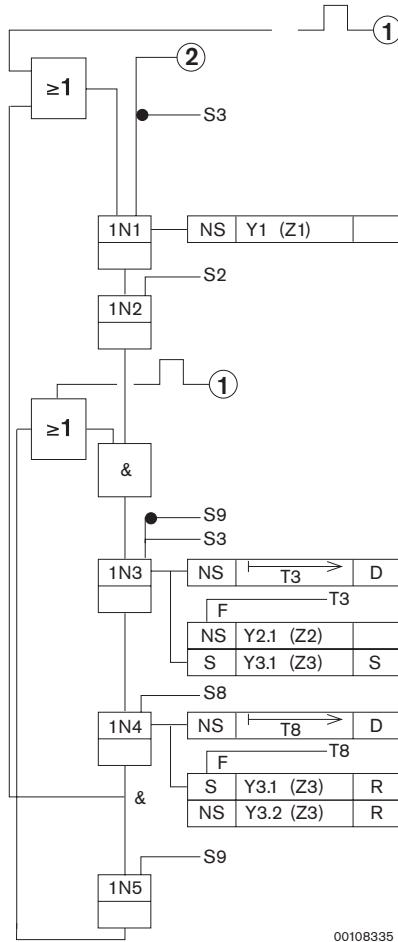 1
≥1
2
S3
1N1 NS Y1 (Z1)
S2
1N2
1
≥1
&
S9
S3
1N3 NS T3 D
T3
F
NS Y2.1 (Z2)
S Y3.1 (Z3) S
S8
1N4 NS T8 D
T8
F
S Y3.1 (Z3) R
&
NS Y3.2 (Z3) R
S9
1N5
00108335